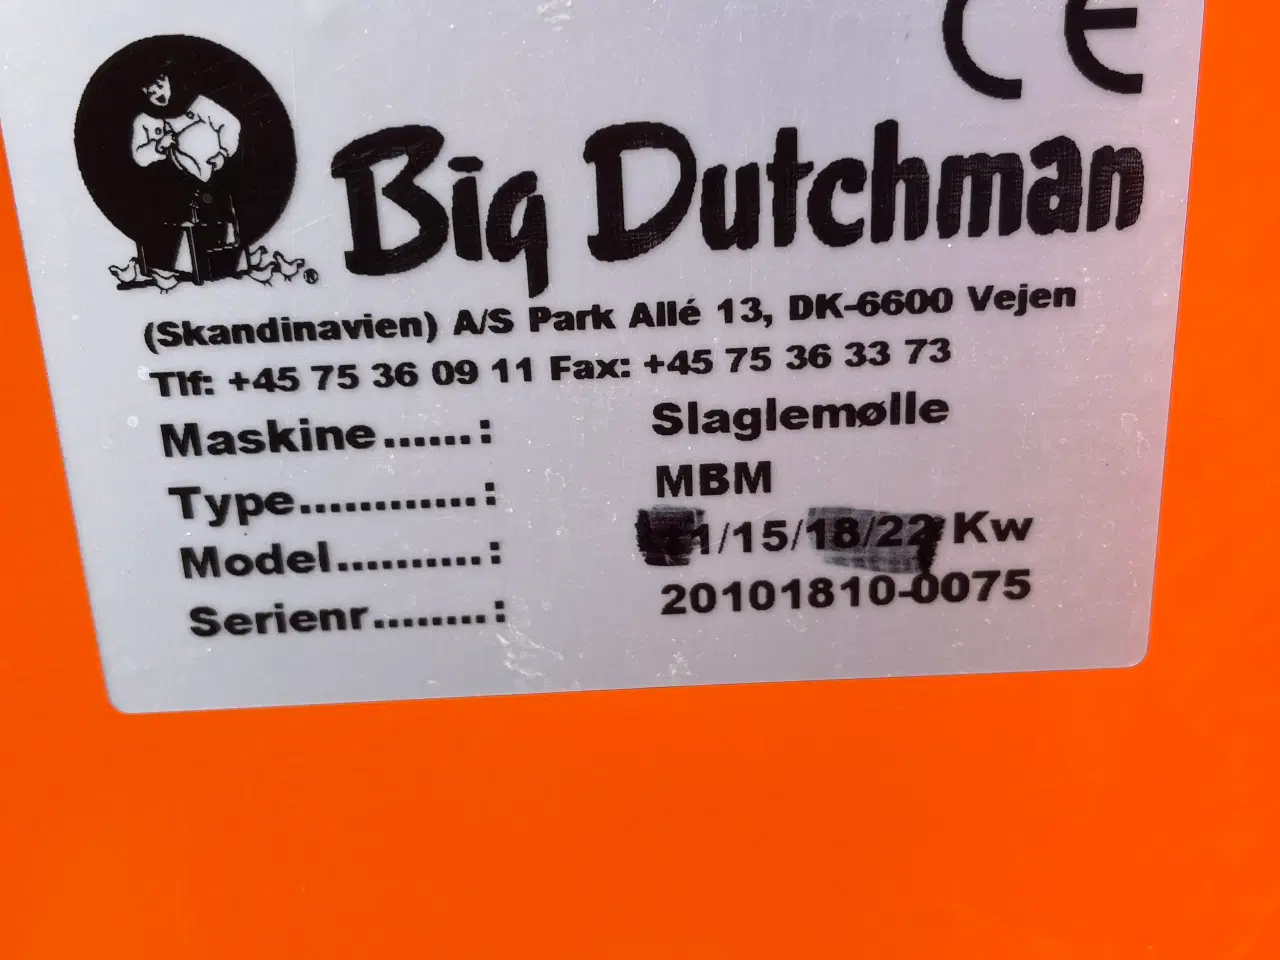 CE
Big Dutchman
®
(Skandinavien) A/S Park Allé 13, DK-6600 Vejen
Tlf: +45 75 36 09 11 Fax: +45 75 36 33 73
Maskine......: Slaglemølle
Type............: MBM
Model..........: 1/15/18/22 Kw
Serienr........: 20101810-0075